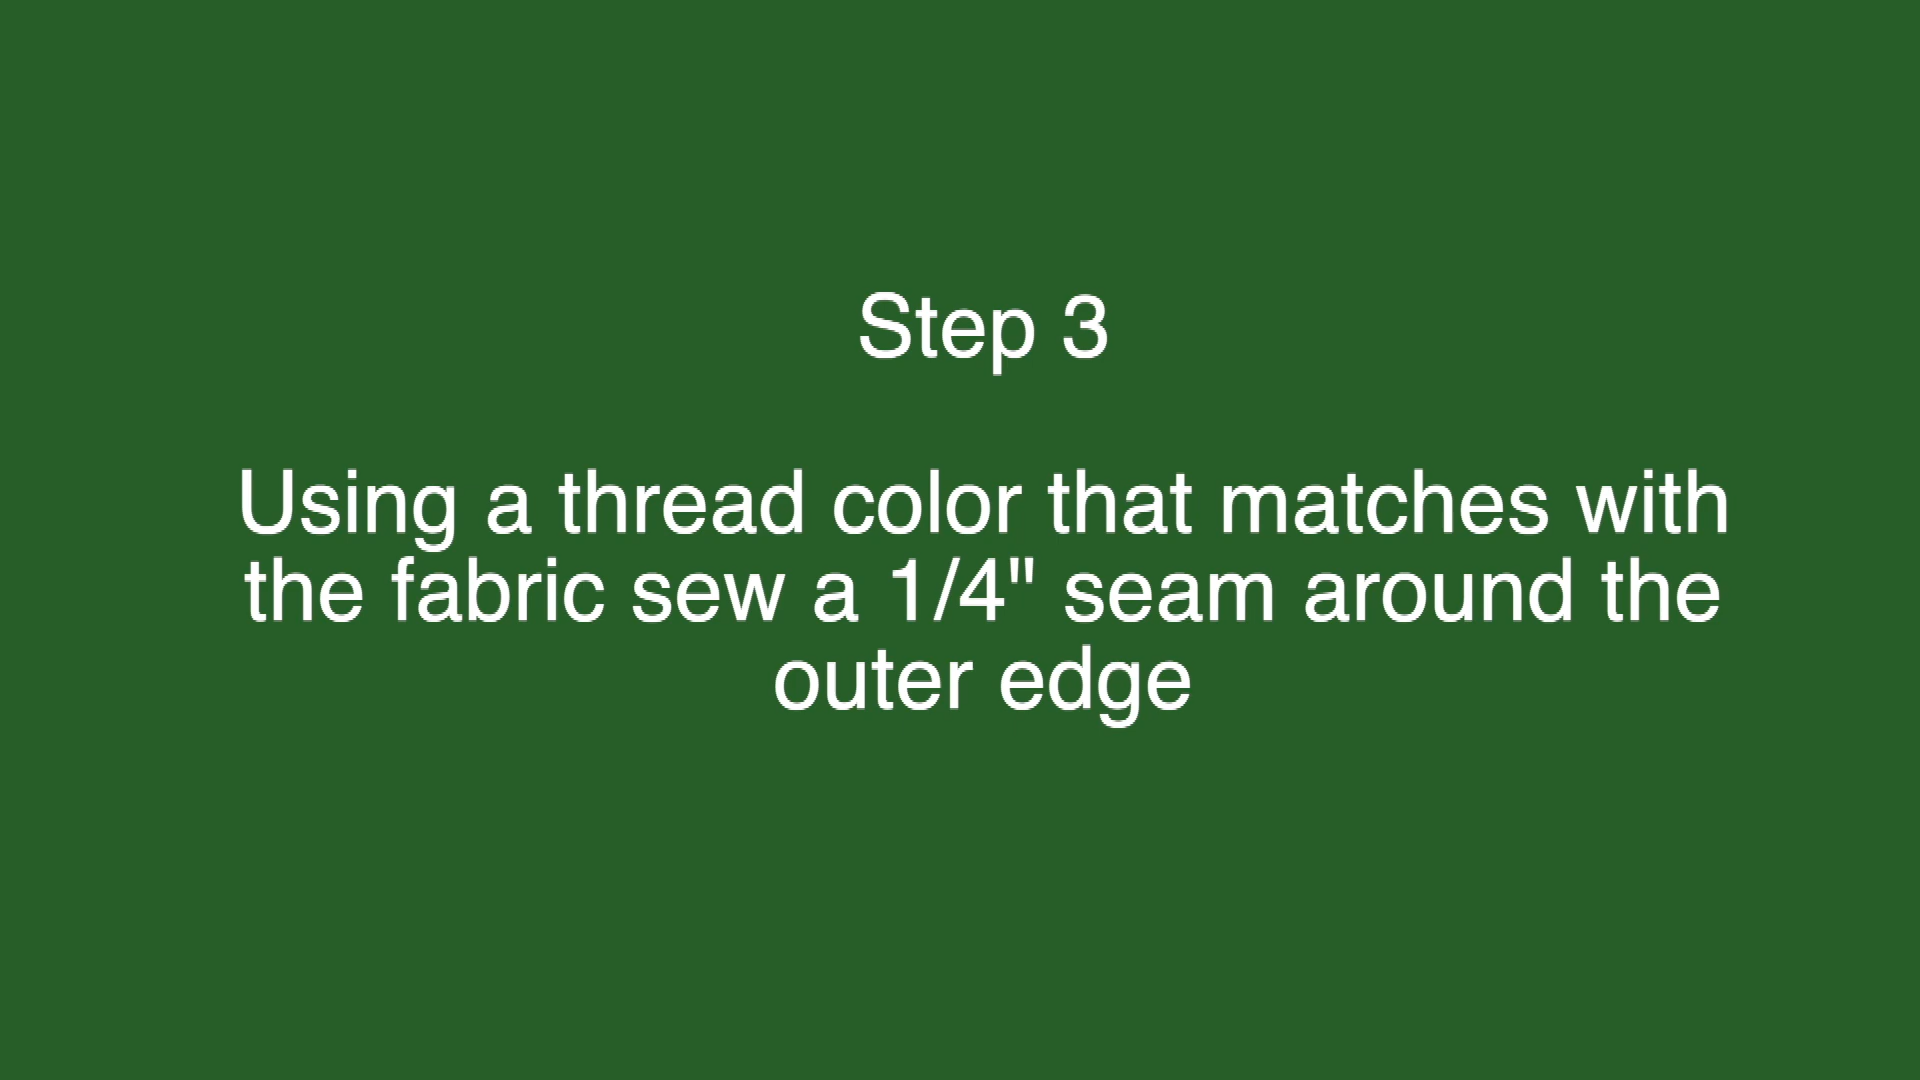 Step 3
Using a thread color that matches with
the fabric sew a 1/4" seam around the
outer edge